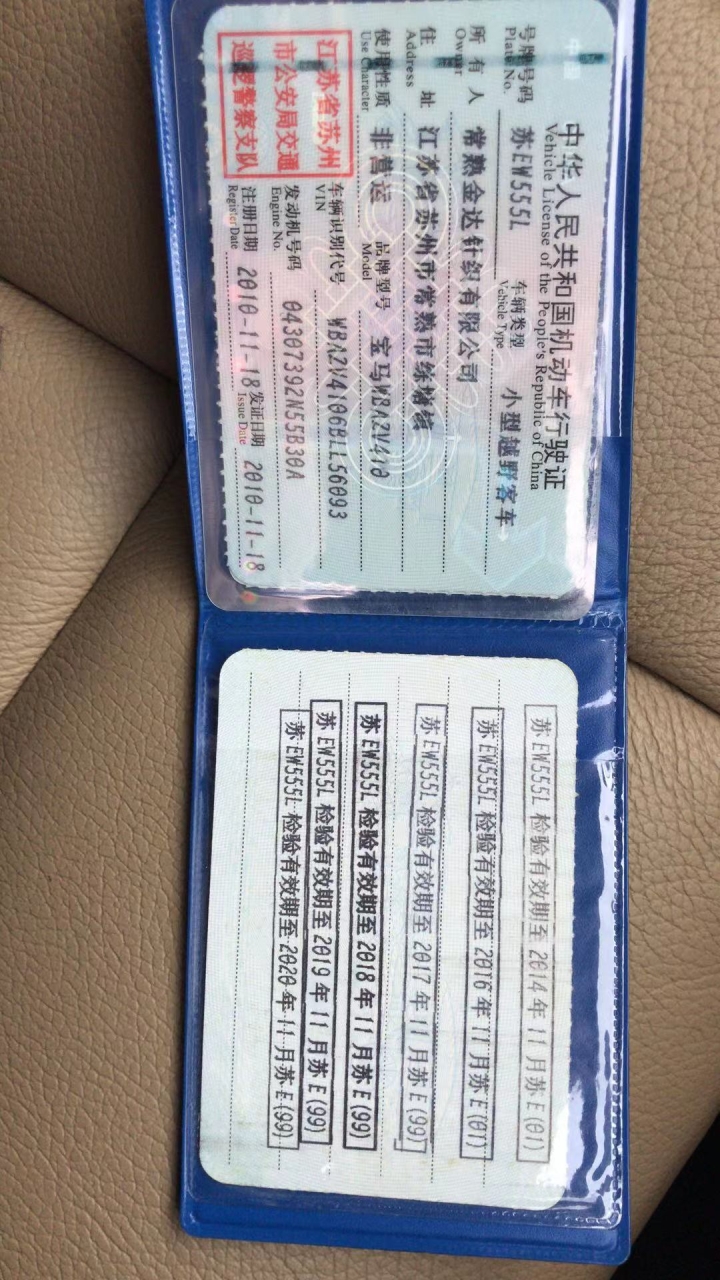 中华人民共和国机动车行驶证
Vehicle License of the People's Republic of China
号牌号码 苏EW555L 车辆类型 小型越野客车
Plate No. Vehicle Type
所有人 常熟金达针织有限公司
Owner
住址 江苏省苏州市常熟市练塘镇
Address
使用性质 非营运 品牌型号 宝马WBAZV410
Use Character Model
江苏省苏州
市公安局交通
巡逻警察支队
车辆识别代号 WBAZV4106BLL56093
VIN
发动机号码 04307392N55B30A
Engine No.
注册日期 2010-11-18 发证日期 2010-11-18
Register Date Issue Date
苏EW555L 检验有效期至2014年11月苏E(01)
苏EW555L 检验有效期至2016年11月苏E(01)
苏EW555L 检验有效期至2017年11月苏E(99)
苏EW555L 检验有效期至2018年11月苏E(99)
苏EW555L 检验有效期至2019年11月苏E(99)
苏EW555L 检验有效期至2020年11月苏E(99)